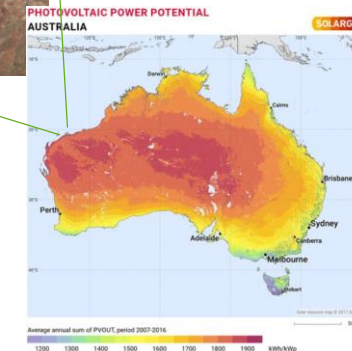 PHOTOVOLTAIC POWER POTENTIAL
AUSTRALIA
SOLARG
Darwin
Cairns
Brisbane
Perth
Sydney
Adelaide
Canberra
Melbourne
Hobart
Average annual sum of PVOUT, period 2007-2016
1200 1300 1400 1500 1600 1700 1800 1900 kWh/kWp